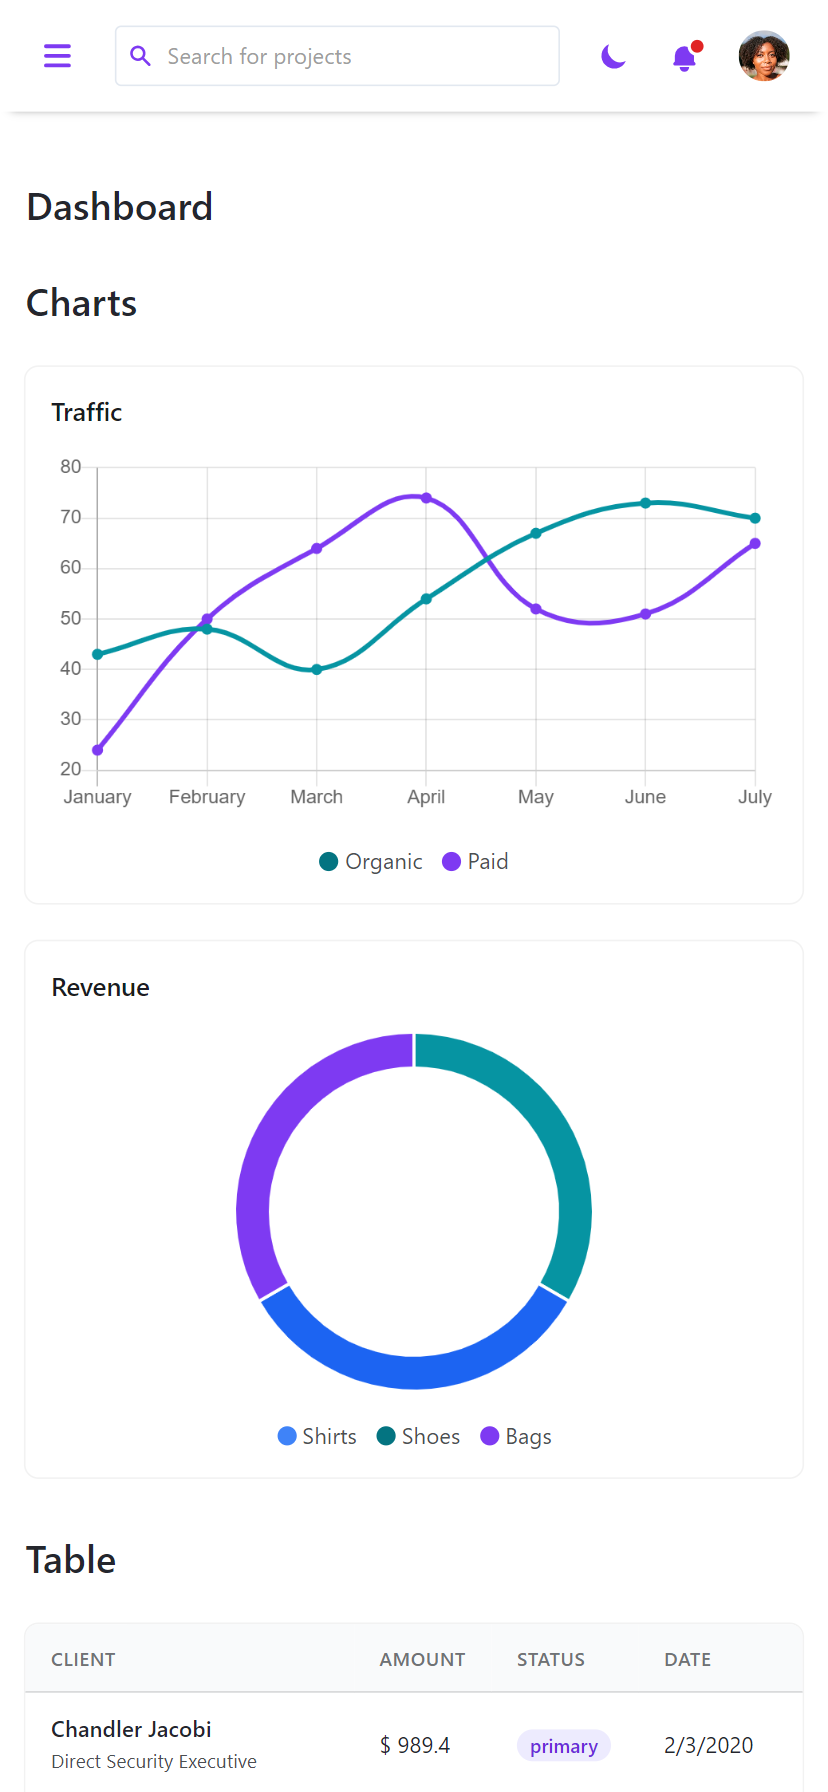 Search for projects
Dashboard
Charts
Traffic
80
70
60
50
40
30
20
January February March April May June July
Organic Paid
Revenue
Shirts Shoes Bags
Table
CLIENT AMOUNT STATUS DATE
Chandler Jacobi
Direct Security Executive
$ 989.4 primary 2/3/2020